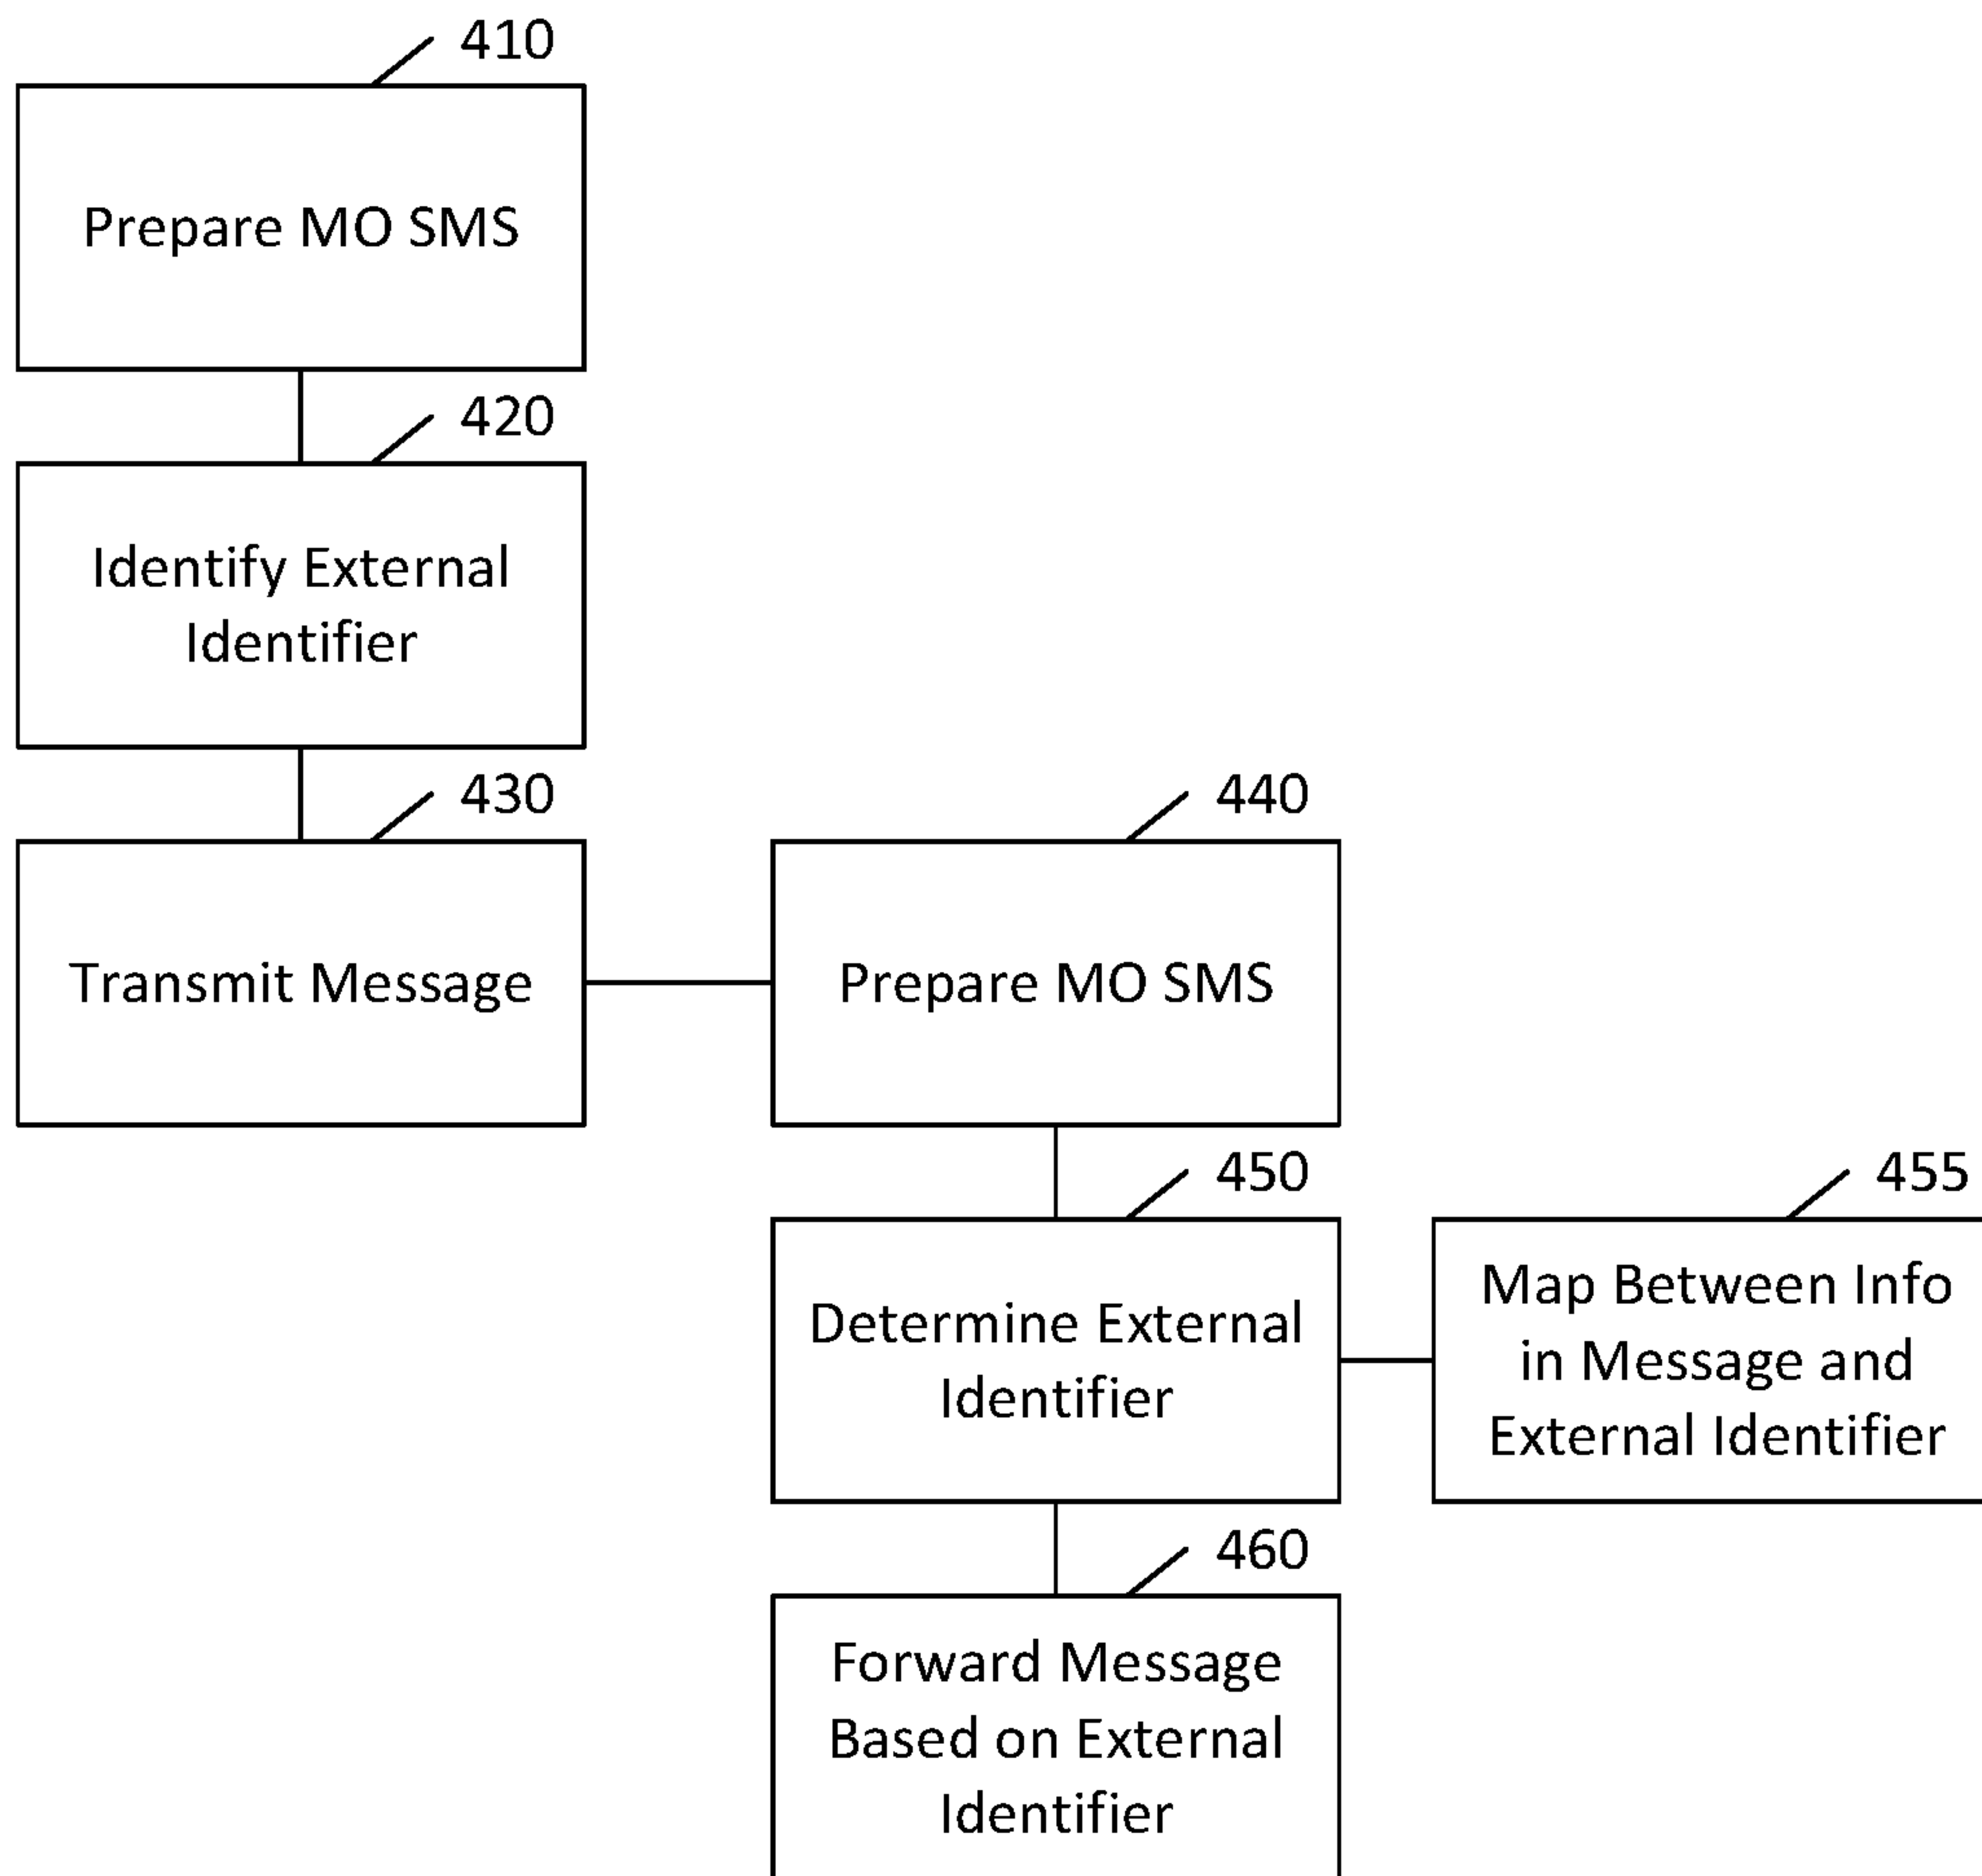 410
Prepare MO SMS
420
Identify External
Identifier
430
Transmit Message
440
Prepare MO SMS
450
Determine External
Identifier
455
Map Between Info
in Message and
External Identifier
460
Forward Message
Based on External
Identifier